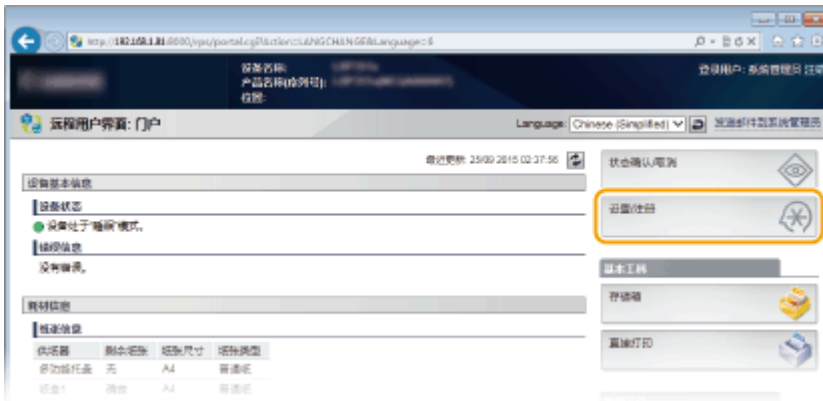 http://192.168.1.81:8000/rps/portal.cgi?Action=LANGCHANGE&Language=6
设备名称:
产品名称(序列号):
位置:
登录用户: 系统管理员 注销
远程用户界面: 门户
Language: Chinese (Simplified)
发送邮件到系统管理员
最近更新: 25/09 2015 02:37:56
设备基本信息
设备状态
设备处于"睡眠"模式。
错误信息
没有错误。
耗材信息
纸张信息
供纸器 剩余纸张 纸张尺寸 纸张类型
多功能托盘 无 A4 普通纸
纸盒1 确定 A4 普通纸
状态确认/取消
设置/注册
基本工具
存储箱
直接打印